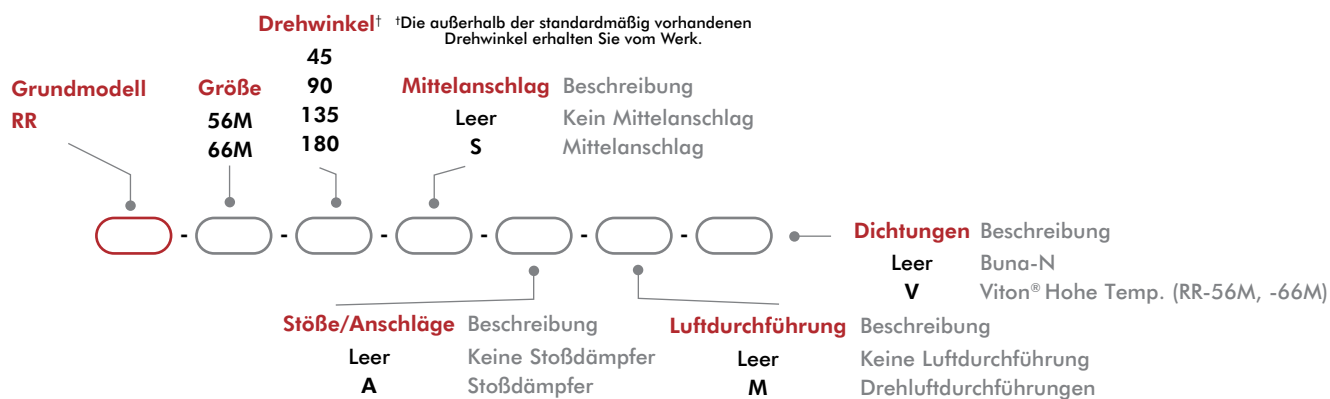 Drehwinkel†
†Die außerhalb der standardmäßig vorhandenen
Drehwinkel erhalten Sie vom Werk.
45
90
135
180
Grundmodell
RR
Größe
56M
66M
Mittelanschlag Beschreibung
Leer Kein Mittelanschlag
S Mittelanschlag
- - - - - -
Dichtungen Beschreibung
Leer Buna-N
V Viton® Hohe Temp. (RR-56M, -66M)
Stöße/Anschläge Beschreibung
Leer Keine Stoßdämpfer
A Stoßdämpfer
Luftdurchführung Beschreibung
Leer Keine Luftdurchführung
M Drehluftdurchführungen